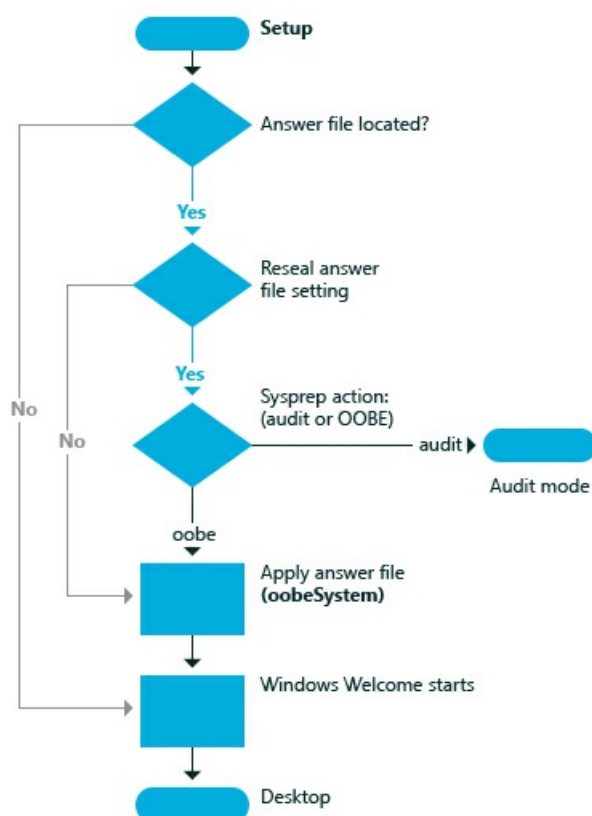 Setup
Answer file located?
Yes
Reseal answer
file setting
Yes
Sysprep action:
(audit or OOBE)
No
No
audit
Audit mode
oobe
Apply answer file
(oobeSystem)
Windows Welcome starts
Desktop